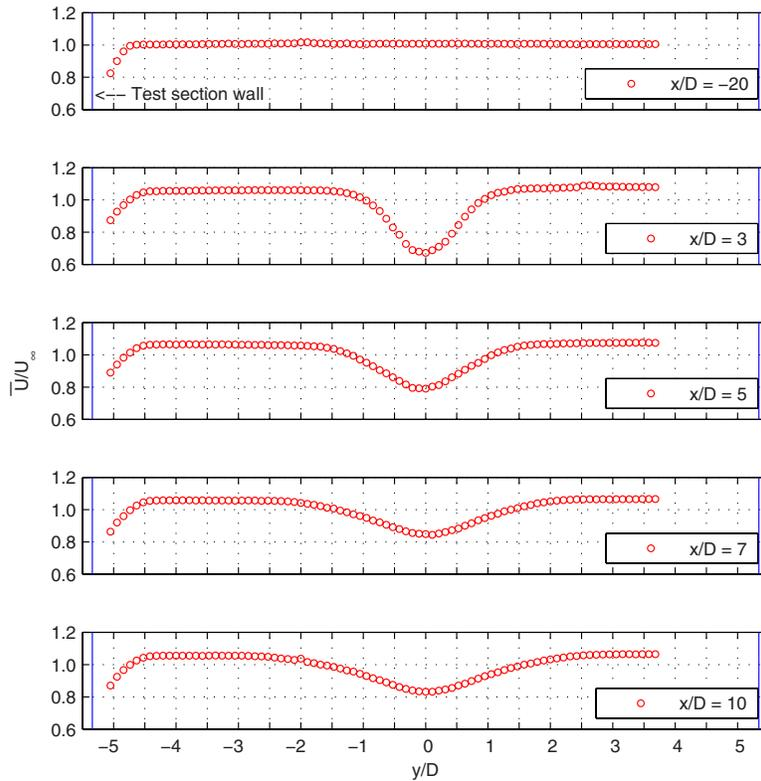 1.2
1.0
0.8
0.6
<−− Test section wall
x/D = −20
1.2
1.0
0.8
0.6
x/D = 3
1.2
1.0
0.8
0.6
U̅/U∞
x/D = 5
1.2
1.0
0.8
0.6
x/D = 7
1.2
1.0
0.8
0.6
x/D = 10
−5 −4 −3 −2 −1 0 1 2 3 4 5
y/D